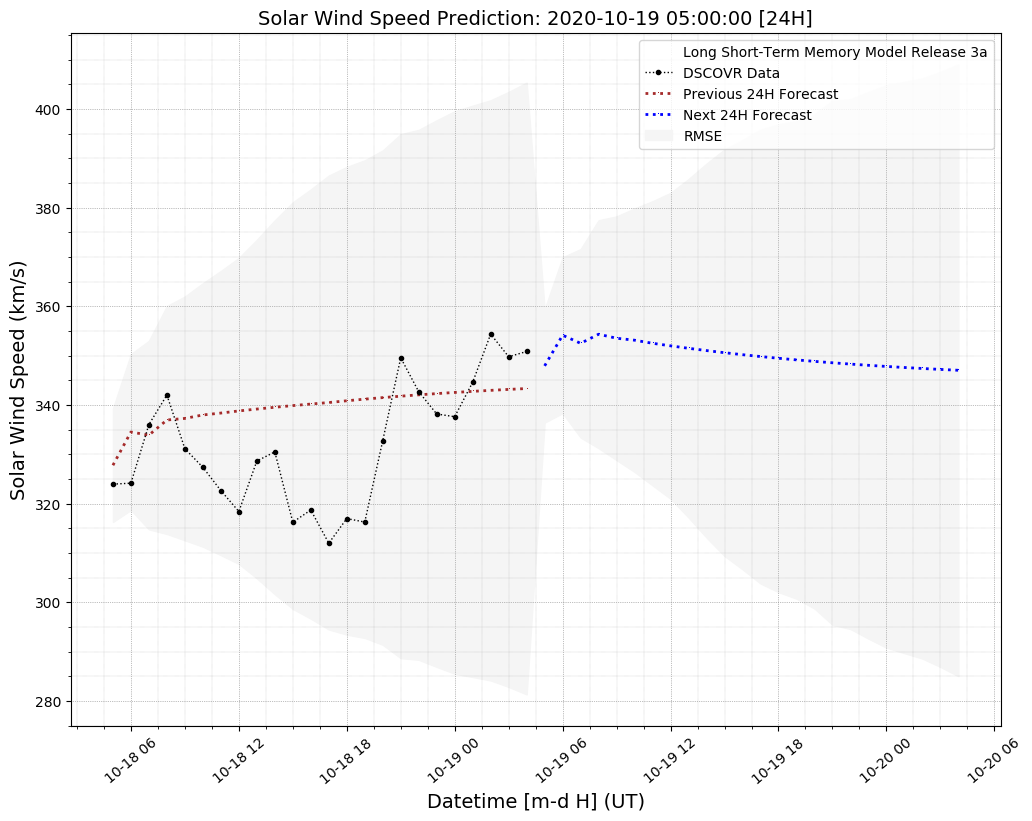 Solar Wind Speed Prediction: 2020-10-19 05:00:00 [24H]
Long Short-Term Memory Model Release 3a
DSCOVR Data
Previous 24H Forecast
Next 24H Forecast
RMSE
Solar Wind Speed (km/s)
400
380
360
340
320
300
280
10-18 06
10-18 12
10-18 18
10-19 00
10-19 06
10-19 12
10-19 18
10-20 00
10-20 06
Datetime [m-d H] (UT)